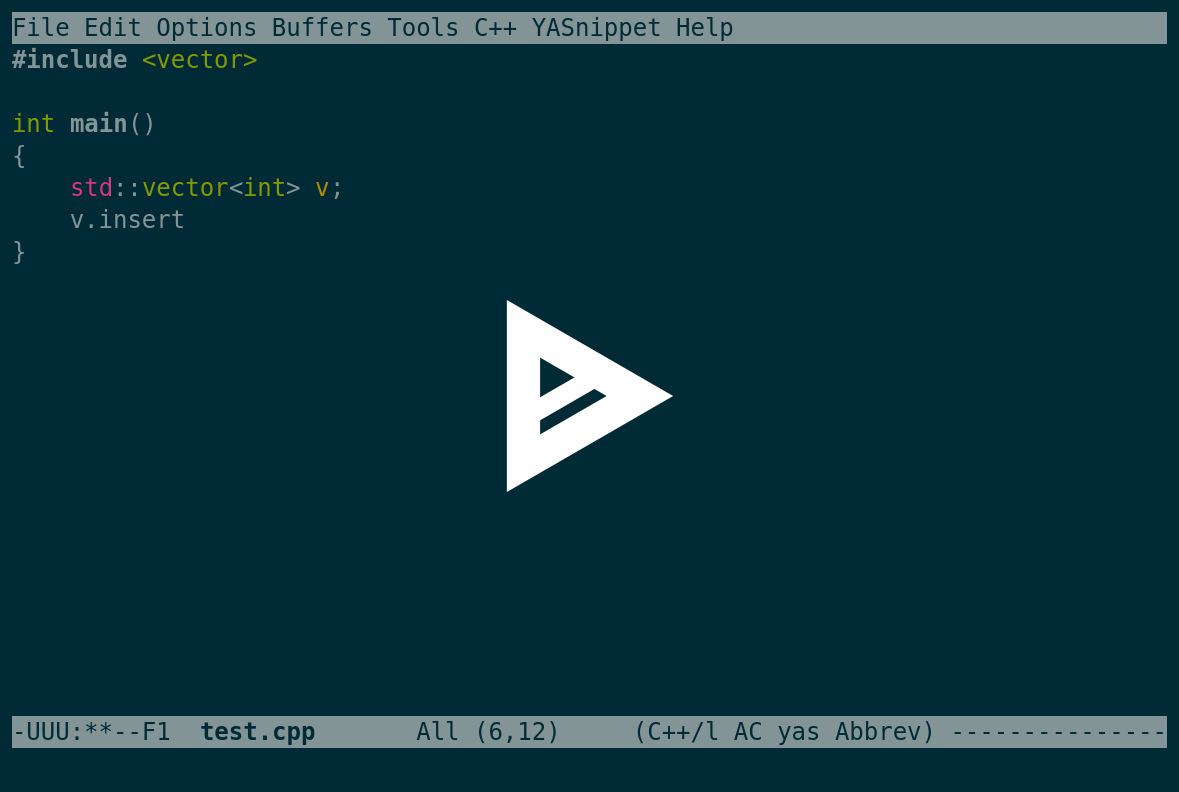 File Edit Options Buffers Tools C++ YASnippet Help
#include <vector>
int main()
{
    std::vector<int> v;
    v.insert
}
-UUU:**--F1  test.cpp       All (6,12)     (C++/l AC yas Abbrev) ---------------